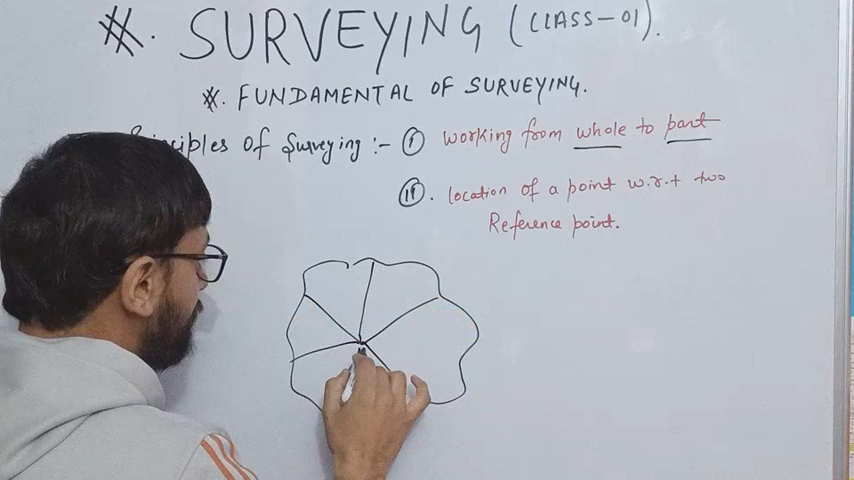 SURVEYING (CLASS-01).
FUNDAMENTAL OF SURVEYING.
of Surveying :- (I) working from whole to part
(II). location of a point w.r.t two
Reference point.